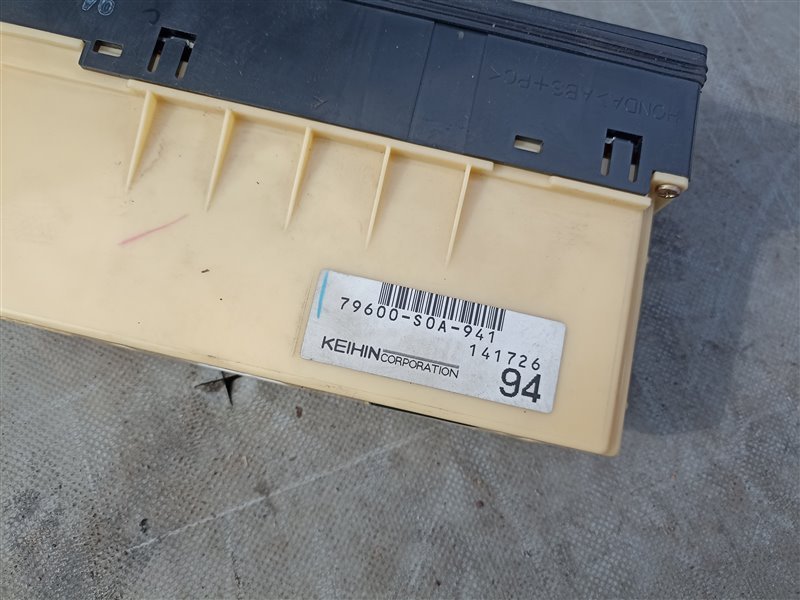 HONDA >ABS+PC<
79600-S0A-941
141726
KEIHIN CORPORATION
94